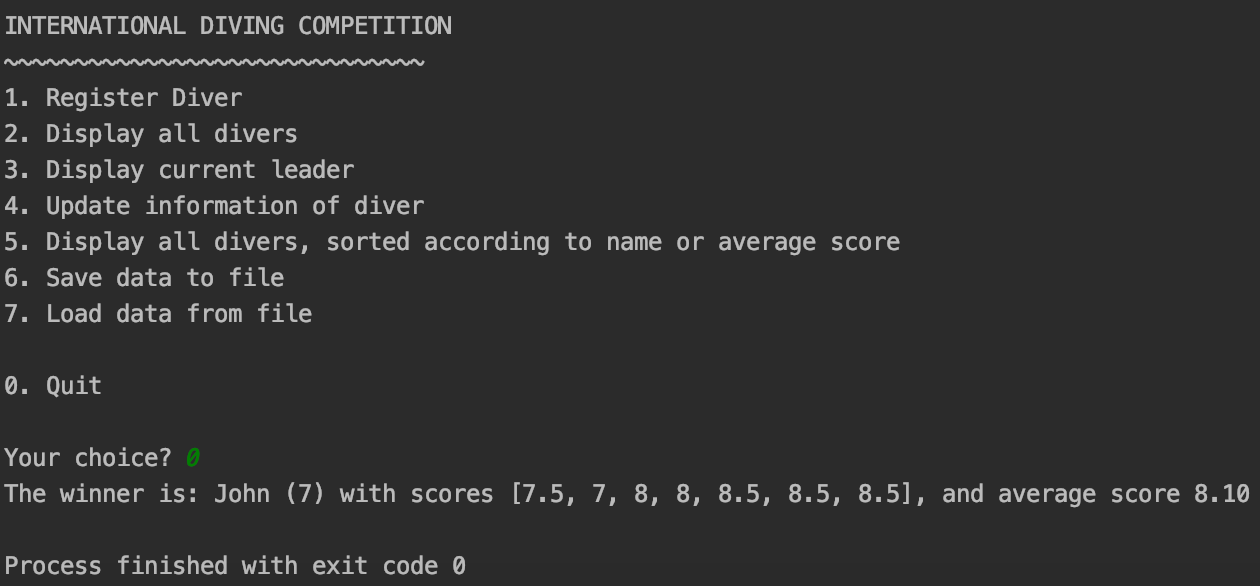 INTERNATIONAL DIVING COMPETITION
~~~~~~~~~~~~~~~~~~~~~~~~~~~~~~
1. Register Diver
2. Display all divers
3. Display current leader
4. Update information of diver
5. Display all divers, sorted according to name or average score
6. Save data to file
7. Load data from file
0. Quit
Your choice? 0
The winner is: John (7) with scores [7.5, 7, 8, 8, 8.5, 8.5, 8.5], and average score 8.10
Process finished with exit code 0